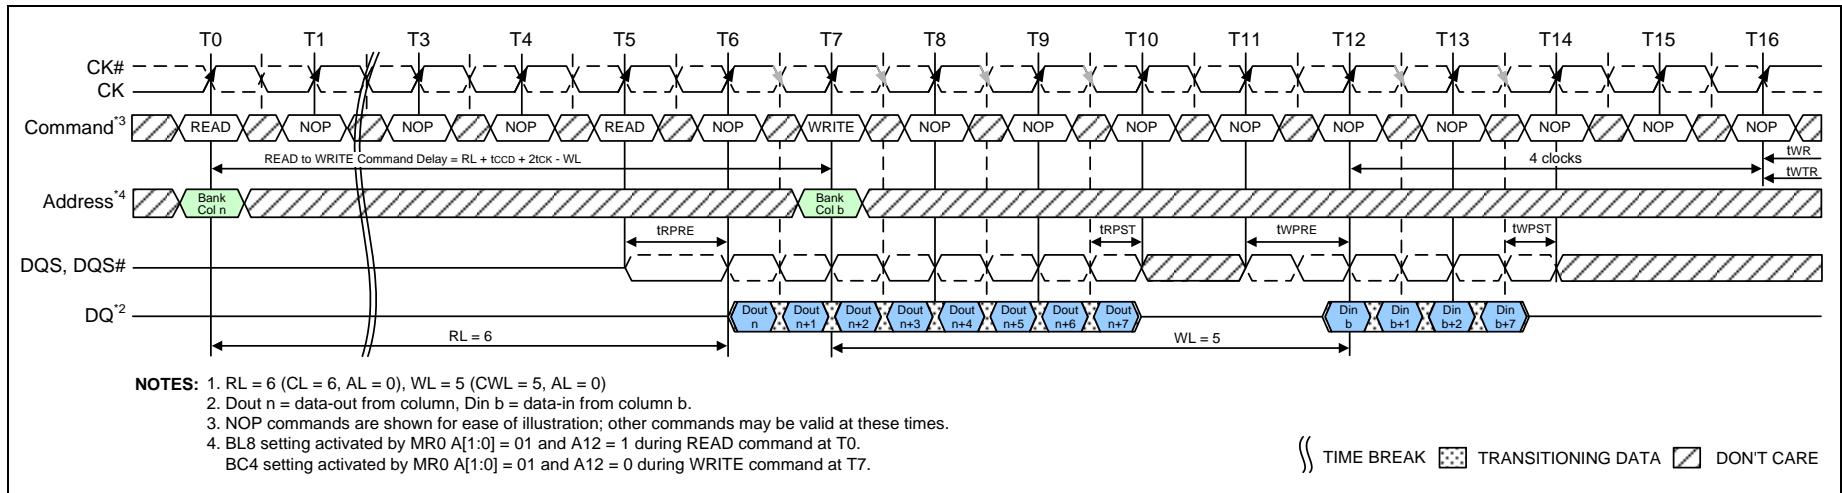 T0 T1 T3 T4 T5 T6 T7 T8 T9 T10 T11 T12 T13 T14 T15 T16
CK#
CK
Command*3 READ NOP NOP NOP READ NOP WRITE NOP NOP NOP NOP NOP NOP NOP NOP NOP
READ to WRITE Command Delay = RL + tCCD + 2tCK - WL
4 clocks
tWR
tWTR
Address*4
Bank
Col n
Bank
Col b
tRPRE tRPST tWPRE tWPST
DQS, DQS#
DQ*2
Dout
n
Dout
n+1
Dout
n+2
Dout
n+3
Dout
n+4
Dout
n+5
Dout
n+6
Dout
n+7
Din
b
Din
b+1
Din
b+2
Din
b+7
RL = 6
WL = 5
NOTES: 1. RL = 6 (CL = 6, AL = 0), WL = 5 (CWL = 5, AL = 0)
2. Dout n = data-out from column, Din b = data-in from column b.
3. NOP commands are shown for ease of illustration; other commands may be valid at these times.
4. BL8 setting activated by MR0 A[1:0] = 01 and A12 = 1 during READ command at T0.
BC4 setting activated by MR0 A[1:0] = 01 and A12 = 0 during WRITE command at T7.
TIME BREAK TRANSITIONING DATA DON'T CARE